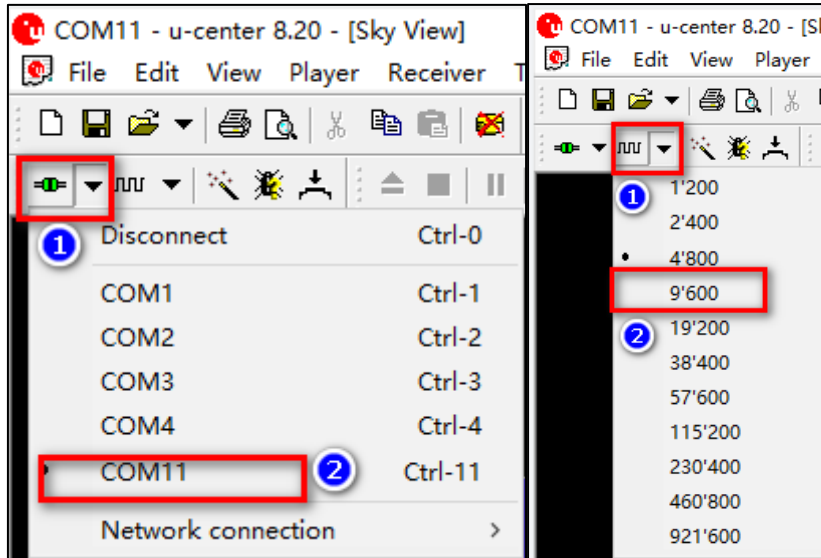 COM11 - u-center 8.20 - [Sky View]
File Edit View Player Receiver
1
Disconnect Ctrl-0
COM1 Ctrl-1
COM2 Ctrl-2
COM3 Ctrl-3
COM4 Ctrl-4
COM11 2 Ctrl-11
Network connection
COM11 - u-center 8.20 - [S
File Edit View Player
1
1'200
2'400
4'800
9'600
2
19'200
38'400
57'600
115'200
230'400
460'800
921'600